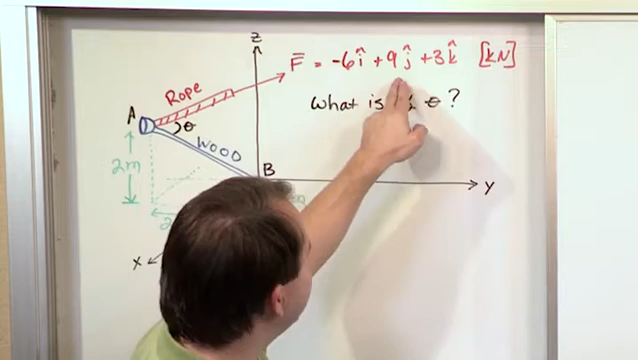 Z
F̄ = -6î + 9ĵ + 3k̂ [kN]
Rope
What is ∡ θ ?
A
θ
WOOD
2m
B
y
x